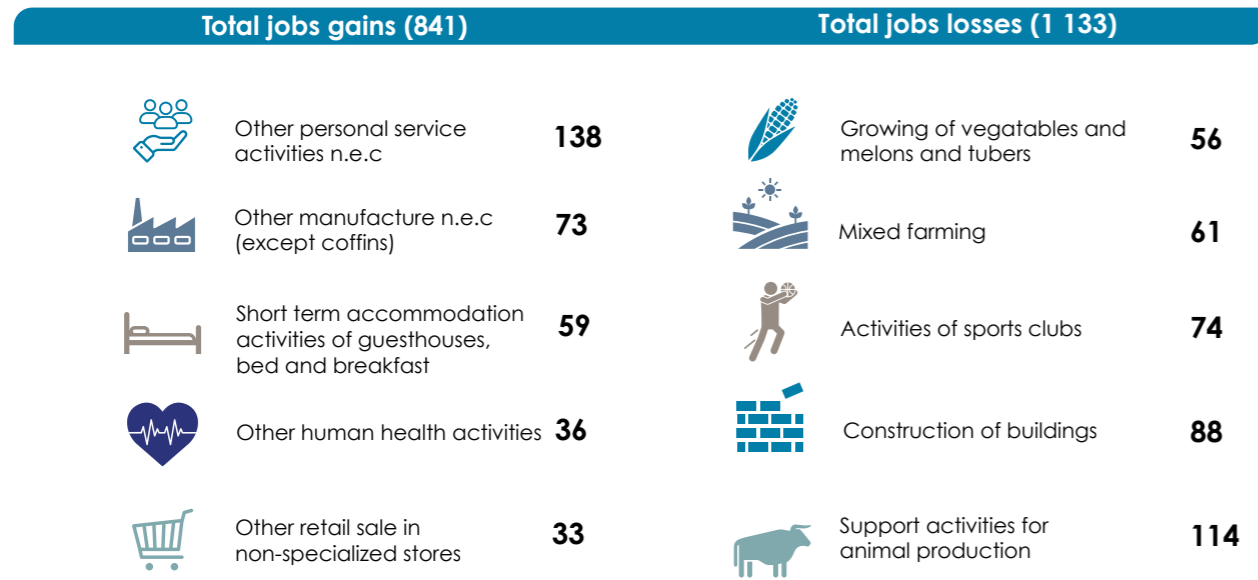 Total jobs gains (841)
Total jobs losses (1 133)
Other personal service
activities n.e.c
138
Other manufacture n.e.c
(except coffins)
73
Short term accommodation
activities of guesthouses,
bed and breakfast
59
Other human health activities
36
Other retail sale in
non-specialized stores
33
Growing of vegatables and
melons and tubers
56
Mixed farming
61
Activities of sports clubs
74
Construction of buildings
88
Support activities for
animal production
114